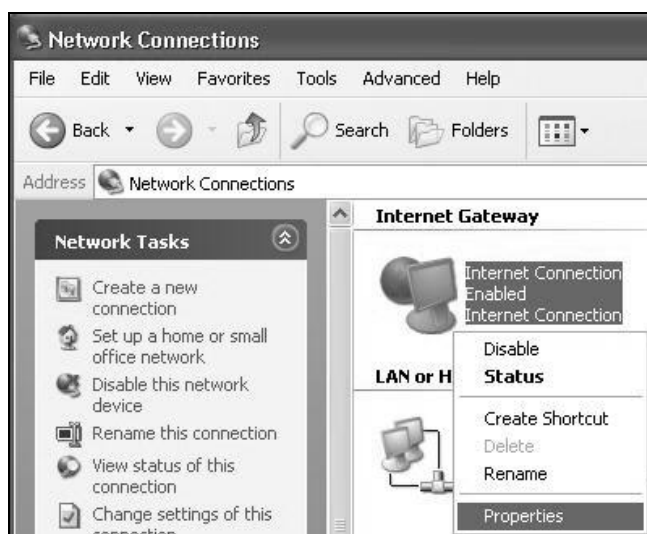 Network Connections
File Edit View Favorites Tools Advanced Help
Back Search Folders
Address Network Connections
Network Tasks
Create a new
connection
Set up a home or small
office network
Disable this network
device
Rename this connection
View status of this
connection
Change settings of this
Internet Gateway
Internet Connection
Enabled
Internet Connection
LAN or H
Disable
Status
Create Shortcut
Delete
Rename
Properties